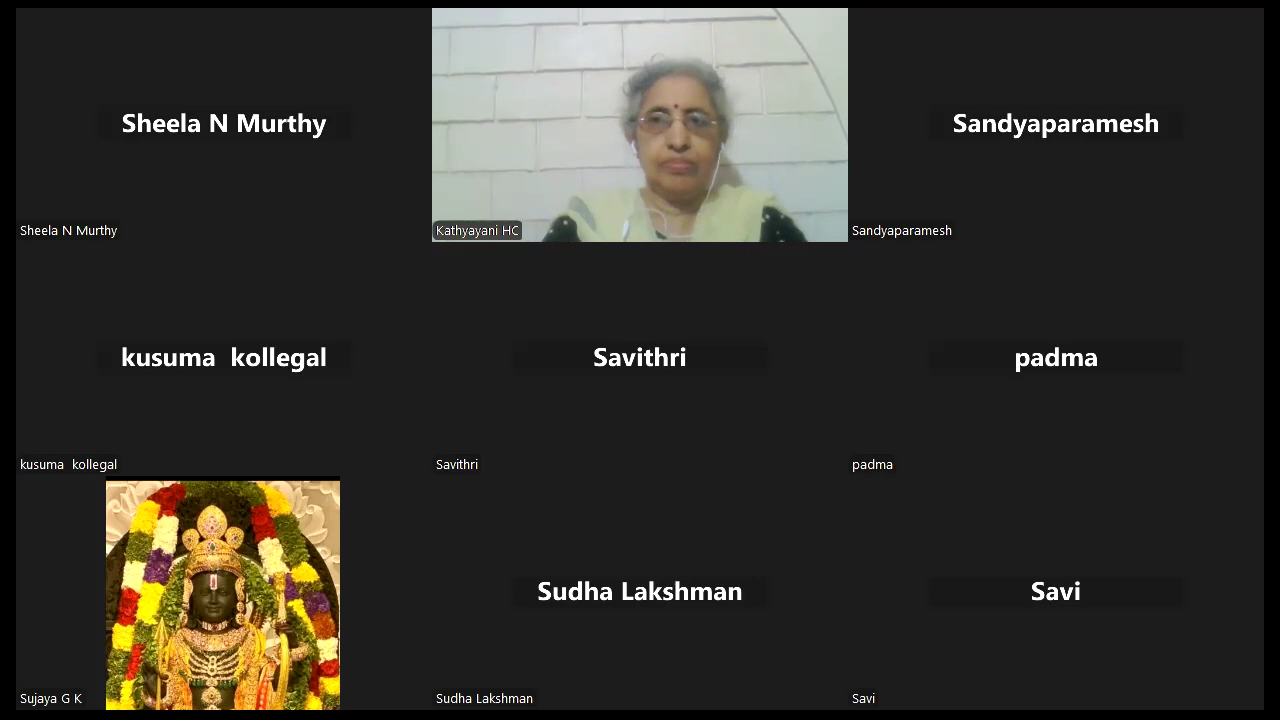 Sheela N Murthy
Sheela N Murthy
Kathyayani HC
Sandyaparamesh
Sandyaparamesh
kusuma  kollegal
kusuma  kollegal
Savithri
Savithri
padma
padma
Sujaya G K
Sudha Lakshman
Sudha Lakshman
Savi
Savi